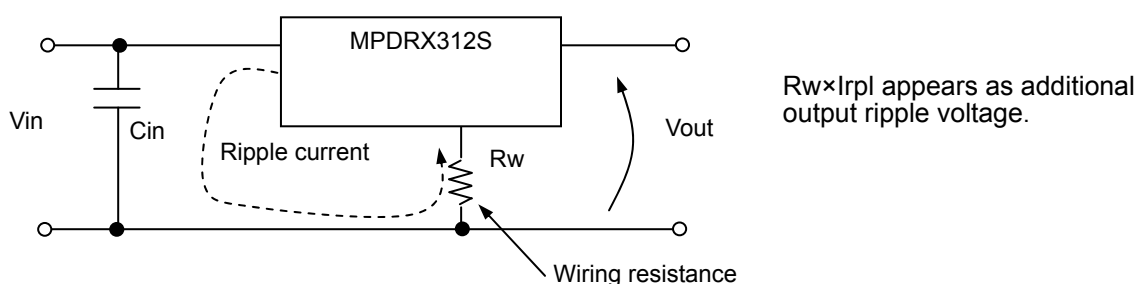 MPDRX312S
Rw×Irpl appears as additional
output ripple voltage.
Vin
Cin
Vout
Ripple current
Rw
Wiring resistance